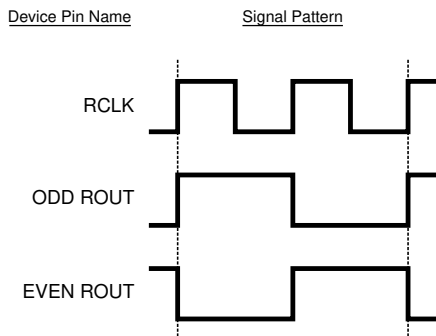 Device Pin Name
Signal Pattern
RCLK
ODD ROUT
EVEN ROUT